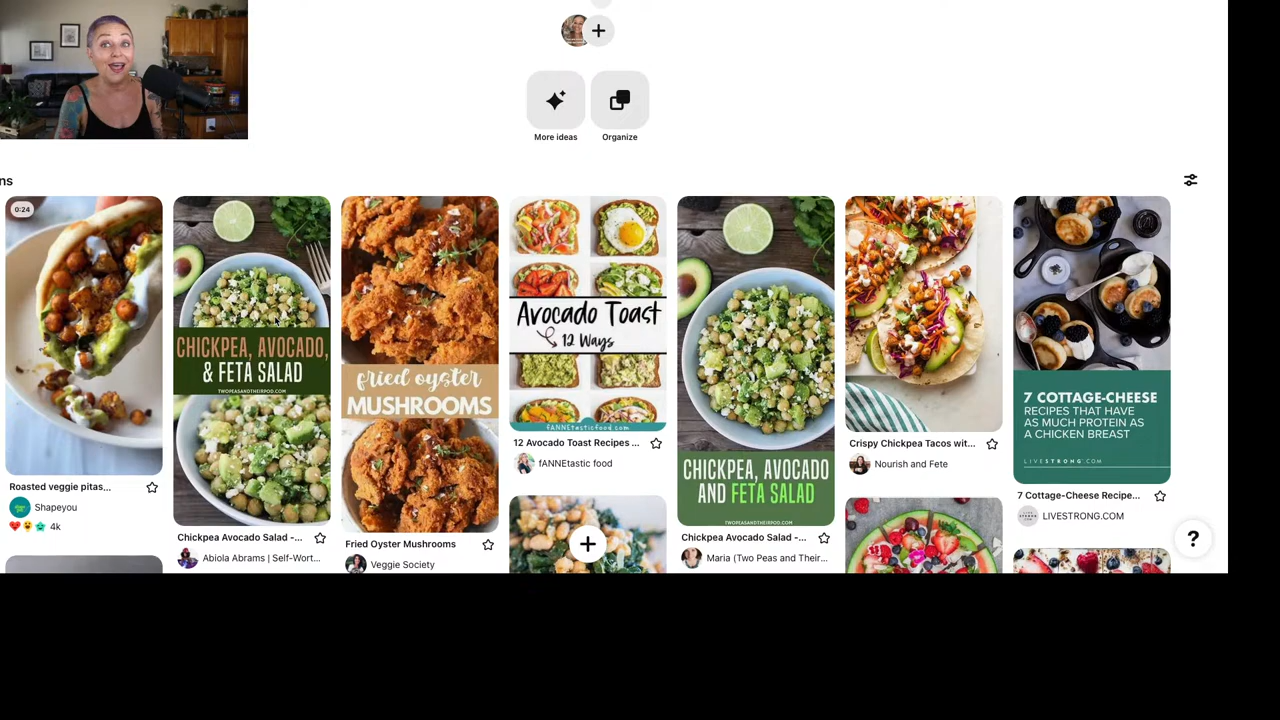 More ideas
Organize
ns
0:24
Roasted veggie pitas...
Shapeyou
4k
CHICKPEA, AVOCADO,
& FETA SALAD
TWOPEASANDTHEIRPOD.COM
Chickpea Avocado Salad -...
Abiola Abrams | Self-Wort...
fried oyster
MUSHROOMS
Fried Oyster Mushrooms
Veggie Society
Avocado Toast
12 Ways
fANNEtasticfood.com
12 Avocado Toast Recipes ...
fANNEtastic food
CHICKPEA, AVOCADO
AND FETA SALAD
TWOPEASANDTHEIRPOD.COM
Chickpea Avocado Salad -...
Maria (Two Peas and Their...
Crispy Chickpea Tacos wit...
Nourish and Fete
7 COTTAGE-CHEESE
RECIPES THAT HAVE
AS MUCH PROTEIN AS
A CHICKEN BREAST
LIVESTRONG.COM
7 Cottage-Cheese Recipe...
LIVESTRONG.COM
?